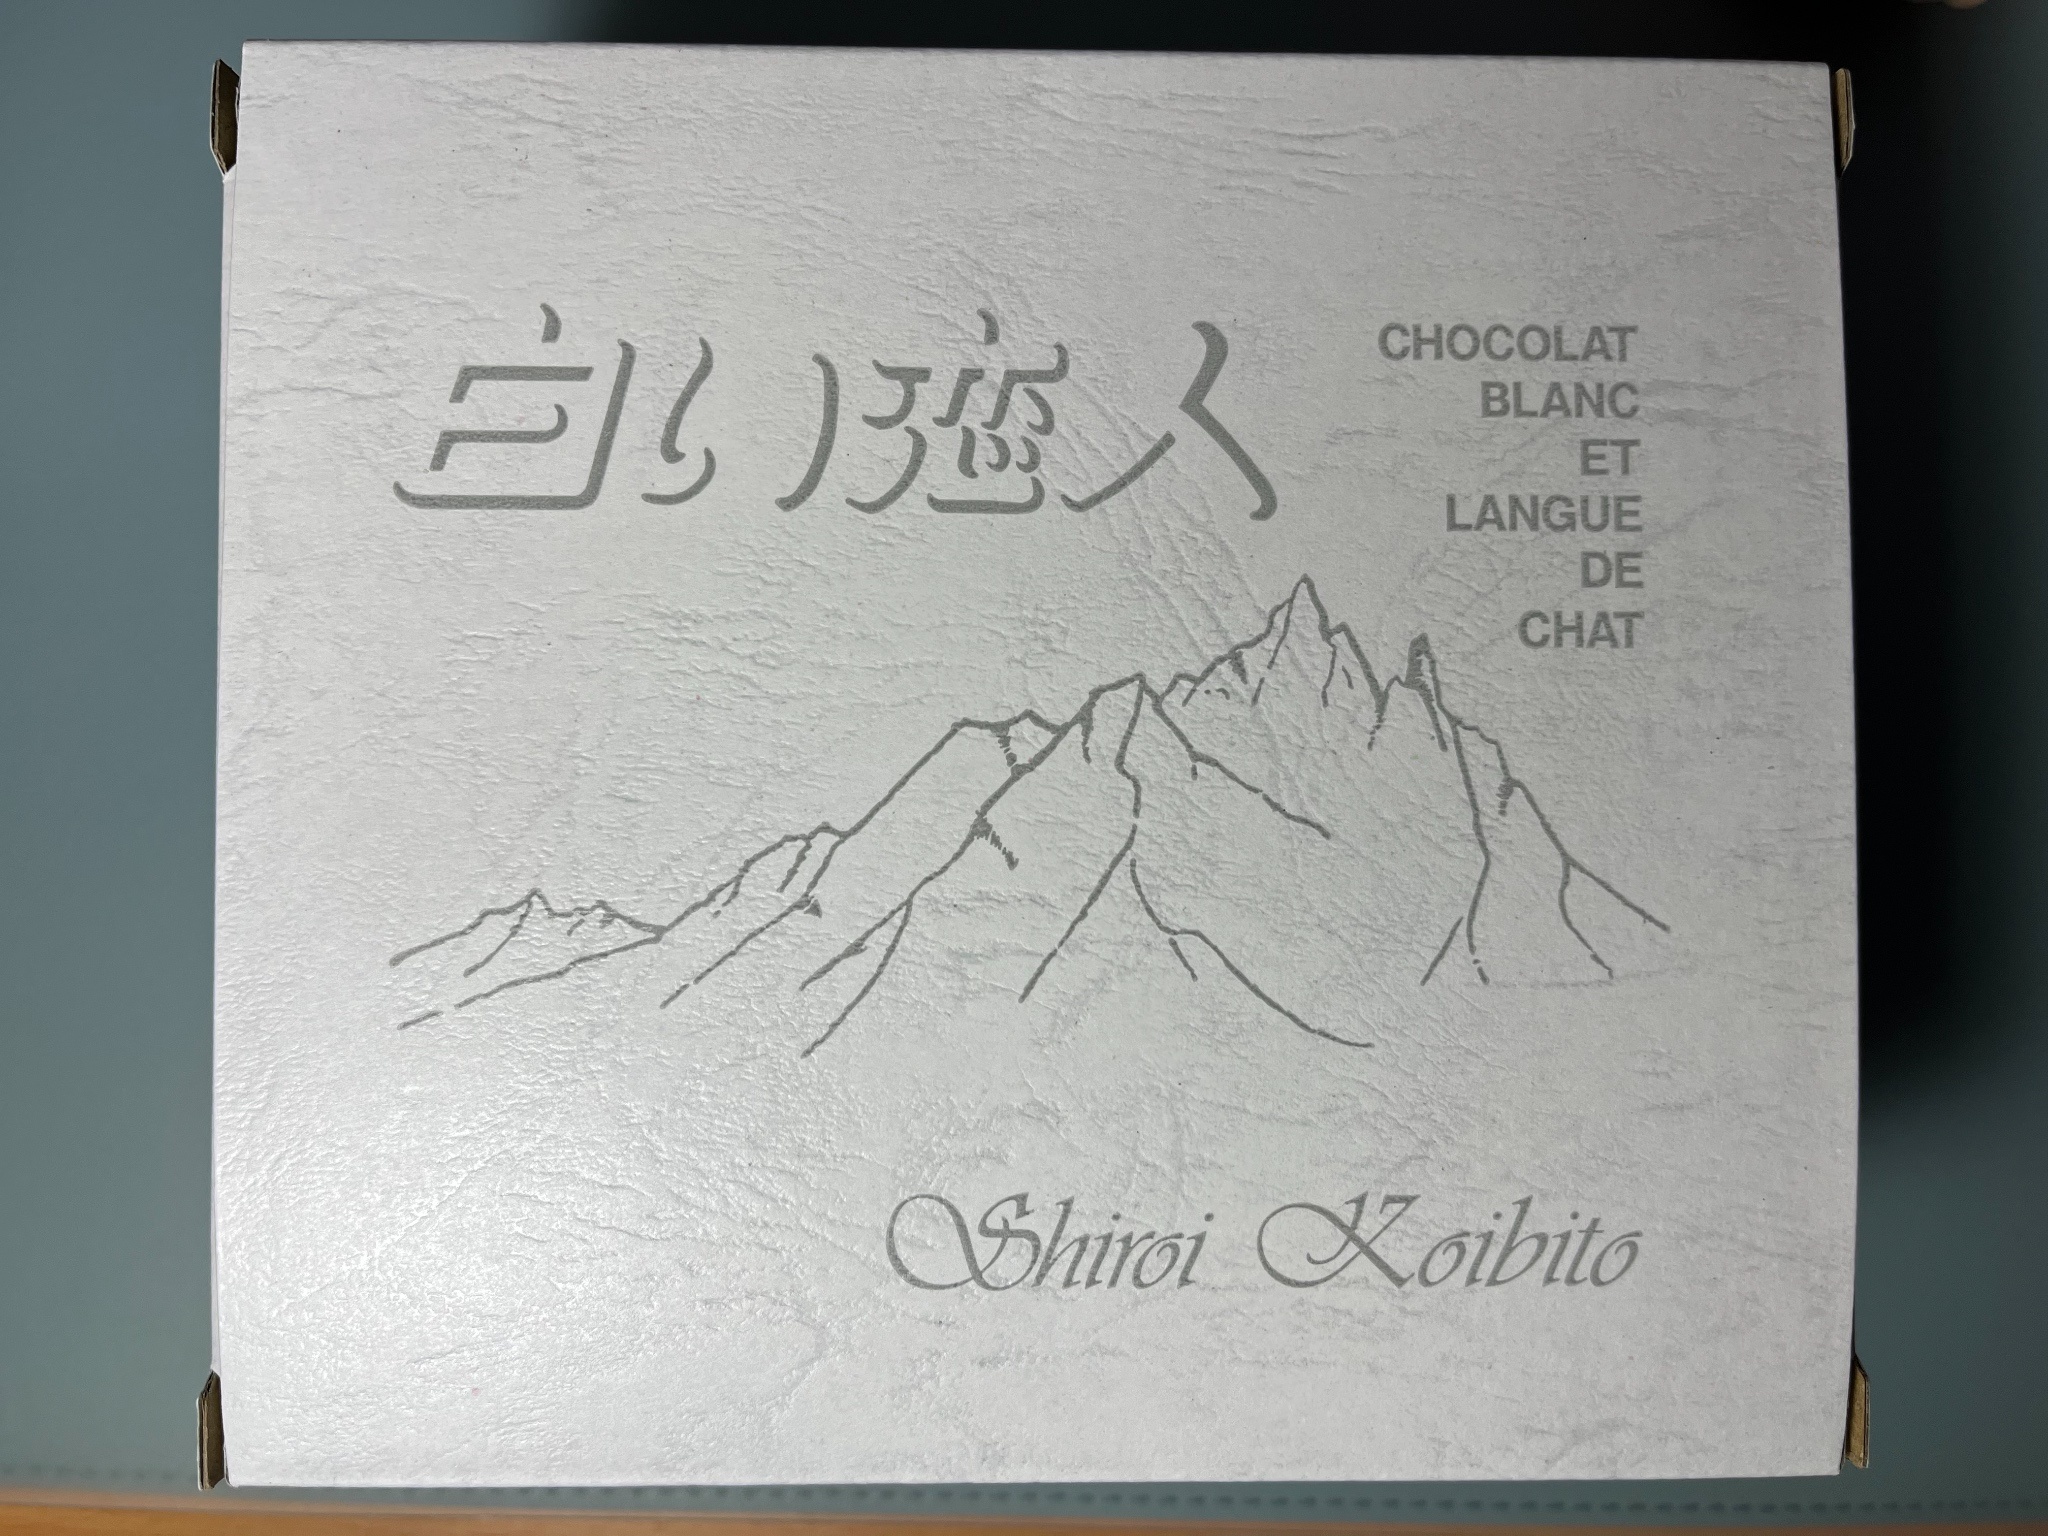 白い恋人
CHOCOLAT
BLANC
ET
LANGUE
DE
CHAT
Shiroi Koibito